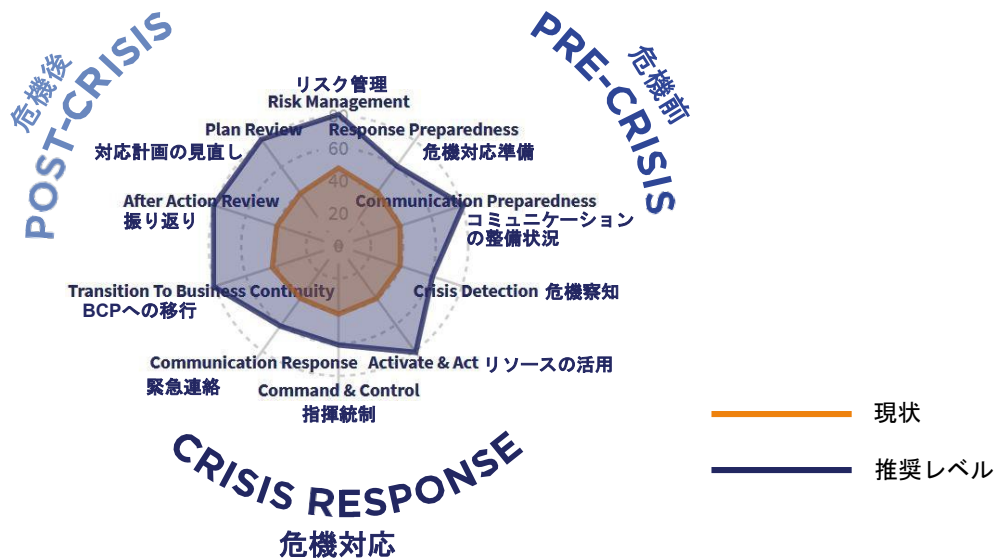 POST-CRISIS
危機後
PRE-CRISIS
危機前
リスク管理
Risk Management
80
Plan Review
対応計画の見直し
Response Preparedness
危機対応準備
60
40
After Action Review
振り返り
Communication Preparedness
コミュニケーション
の整備状況
20
0
Transition To Business Continuity
BCPへの移行
Crisis Detection 危機察知
Communication Response
緊急連絡
Activate & Act リソースの活用
Command & Control
指揮統制
CRISIS RESPONSE
危機対応
現状
推奨レベル